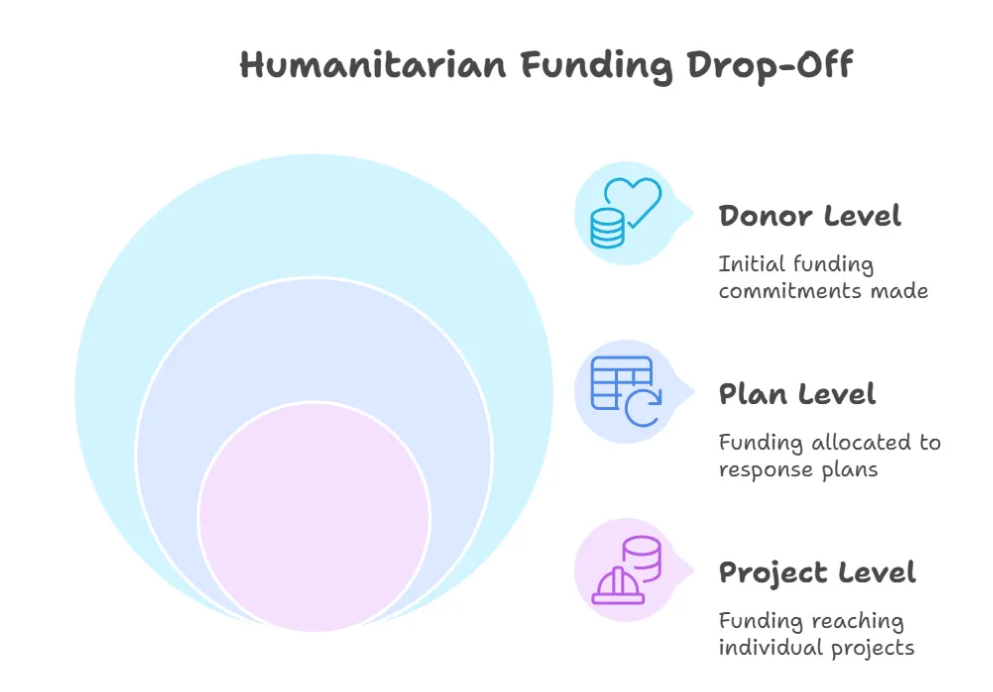 Humanitarian Funding Drop-Off
Donor Level
Initial funding
commitments made
Plan Level
Funding allocated to
response plans
Project Level
Funding reaching
individual projects